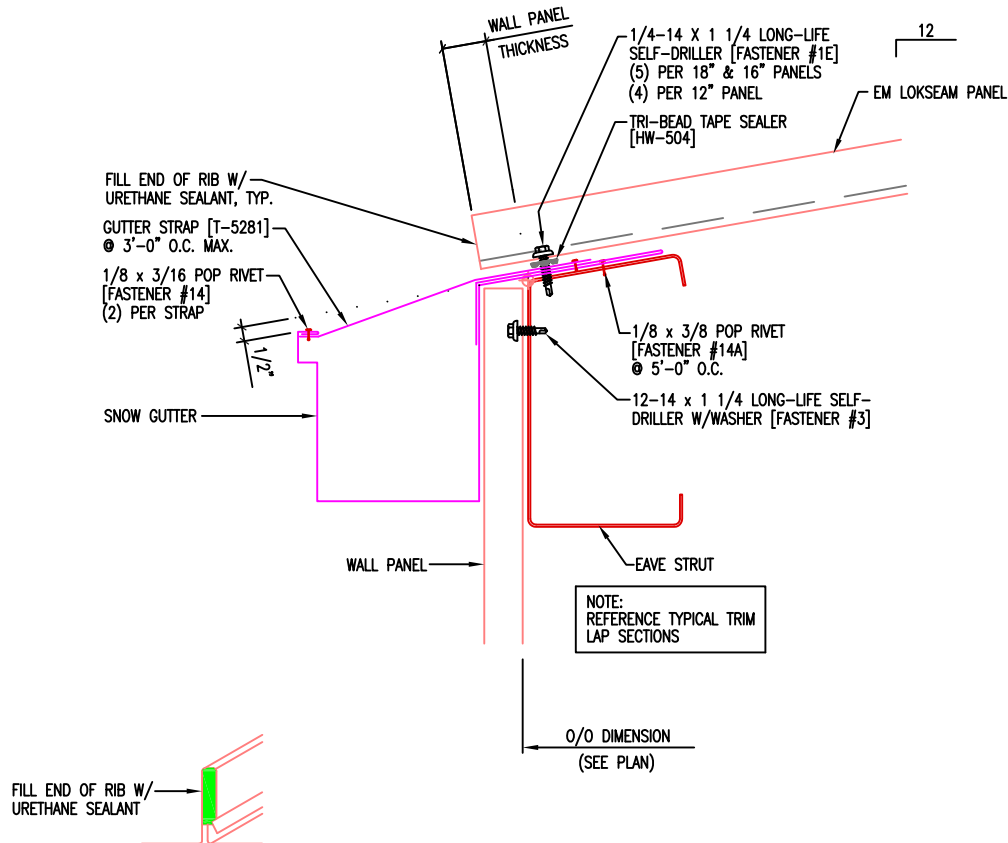 WALL PANEL
THICKNESS
1/4-14 X 1 1/4 LONG-LIFE
SELF-DRILLER [FASTENER #1E]
(5) PER 18" & 16" PANELS
(4) PER 12" PANEL
12
EM LOKSEAM PANEL
TRI-BEAD TAPE SEALER
[HW-504]
FILL END OF RIB W/
URETHANE SEALANT, TYP.
GUTTER STRAP [T-5281]
@ 3'-0" O.C. MAX.
1/8 x 3/16 POP RIVET
[FASTENER #14]
(2) PER STRAP
1/2"
1/8 x 3/8 POP RIVET
[FASTENER #14A]
@ 5'-0" O.C.
SNOW GUTTER
12-14 x 1 1/4 LONG-LIFE SELF-
DRILLER W/WASHER [FASTENER #3]
WALL PANEL
EAVE STRUT
NOTE:
REFERENCE TYPICAL TRIM
LAP SECTIONS
O/O DIMENSION
(SEE PLAN)
FILL END OF RIB W/
URETHANE SEALANT